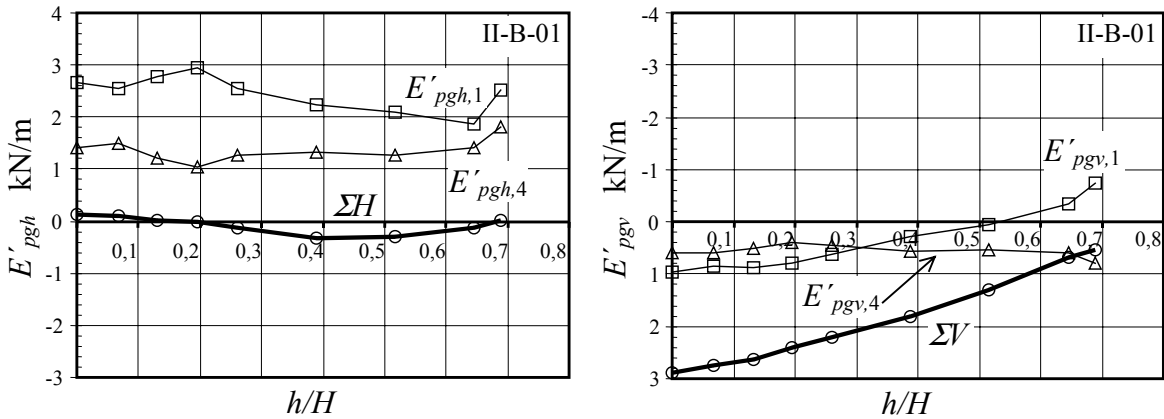 4
3
2
1
0
-1
-2
-3
E′pgh kN/m
II-B-01
E′pgh,1
E′pgh,4
ΣH
0,1 0,2 0,3 0,4 0,5 0,6 0,7 0,8
h/H
-4
-3
-2
-1
0
1
2
3
E′pgv kN/m
II-B-01
E′pgv,1
0,1 0,2 0,3 0,4 0,5 0,6 0,7 0,8
E′pgv,4
ΣV
h/H